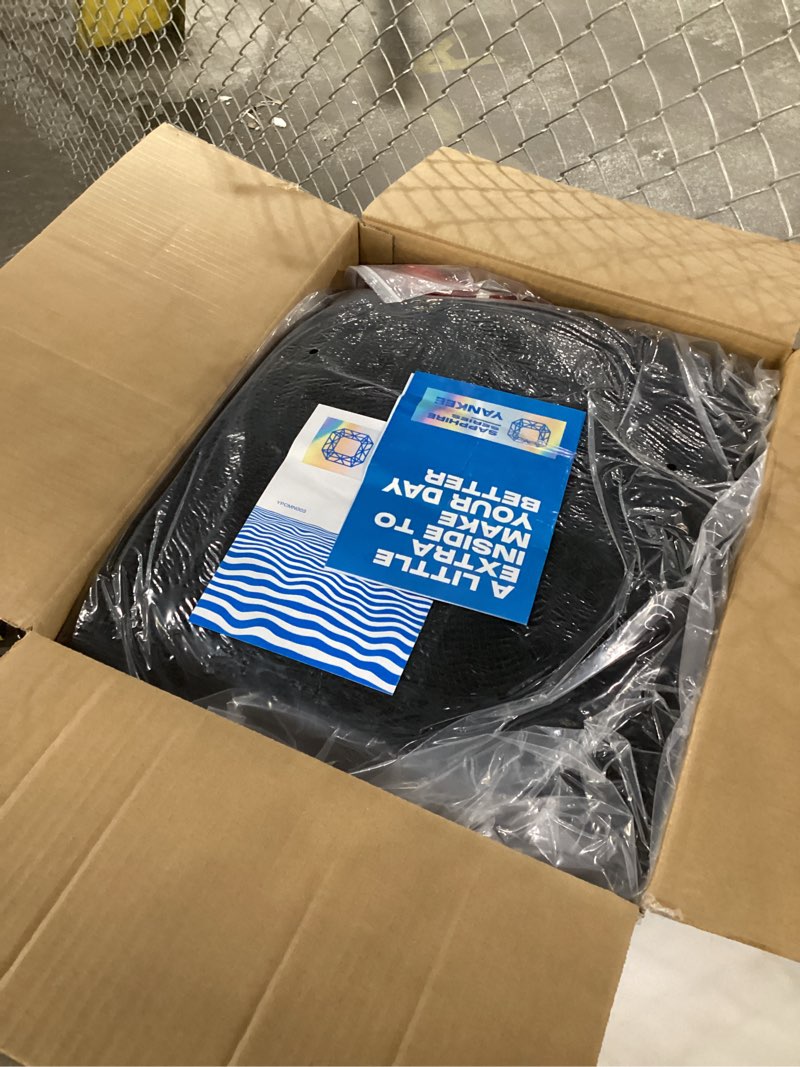 A LITTLE
EXTRA
INSIDE TO
MAKE
YOUR DAY
BETTER
SAPPHIRE
SERIES
YANKEE